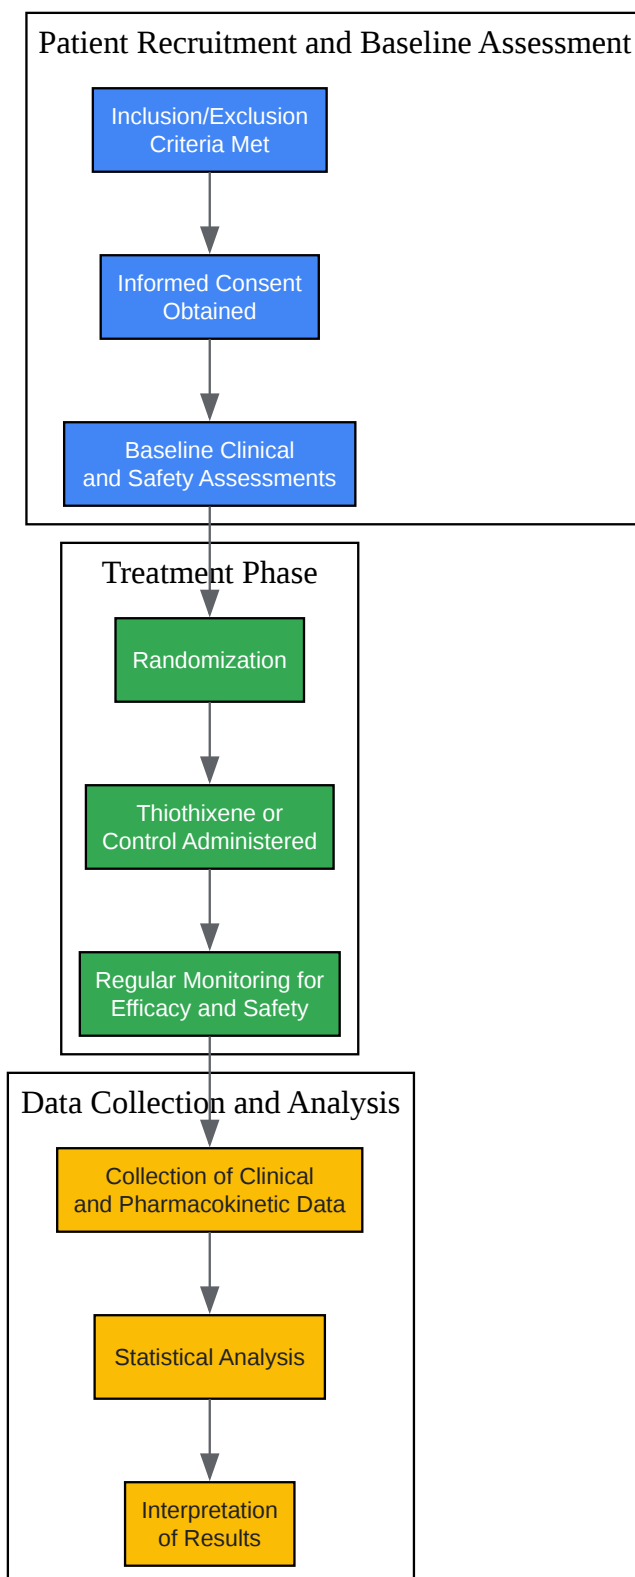 Patient Recruitment and Baseline Assessment
Inclusion/Exclusion
Criteria Met
Informed Consent
Obtained
Baseline Clinical
and Safety Assessments
Treatment Phase
Randomization
Thiothixene or
Control Administered
Regular Monitoring for
Efficacy and Safety
Data Collection and Analysis
Collection of Clinical
and Pharmacokinetic Data
Statistical Analysis
Interpretation
of Results